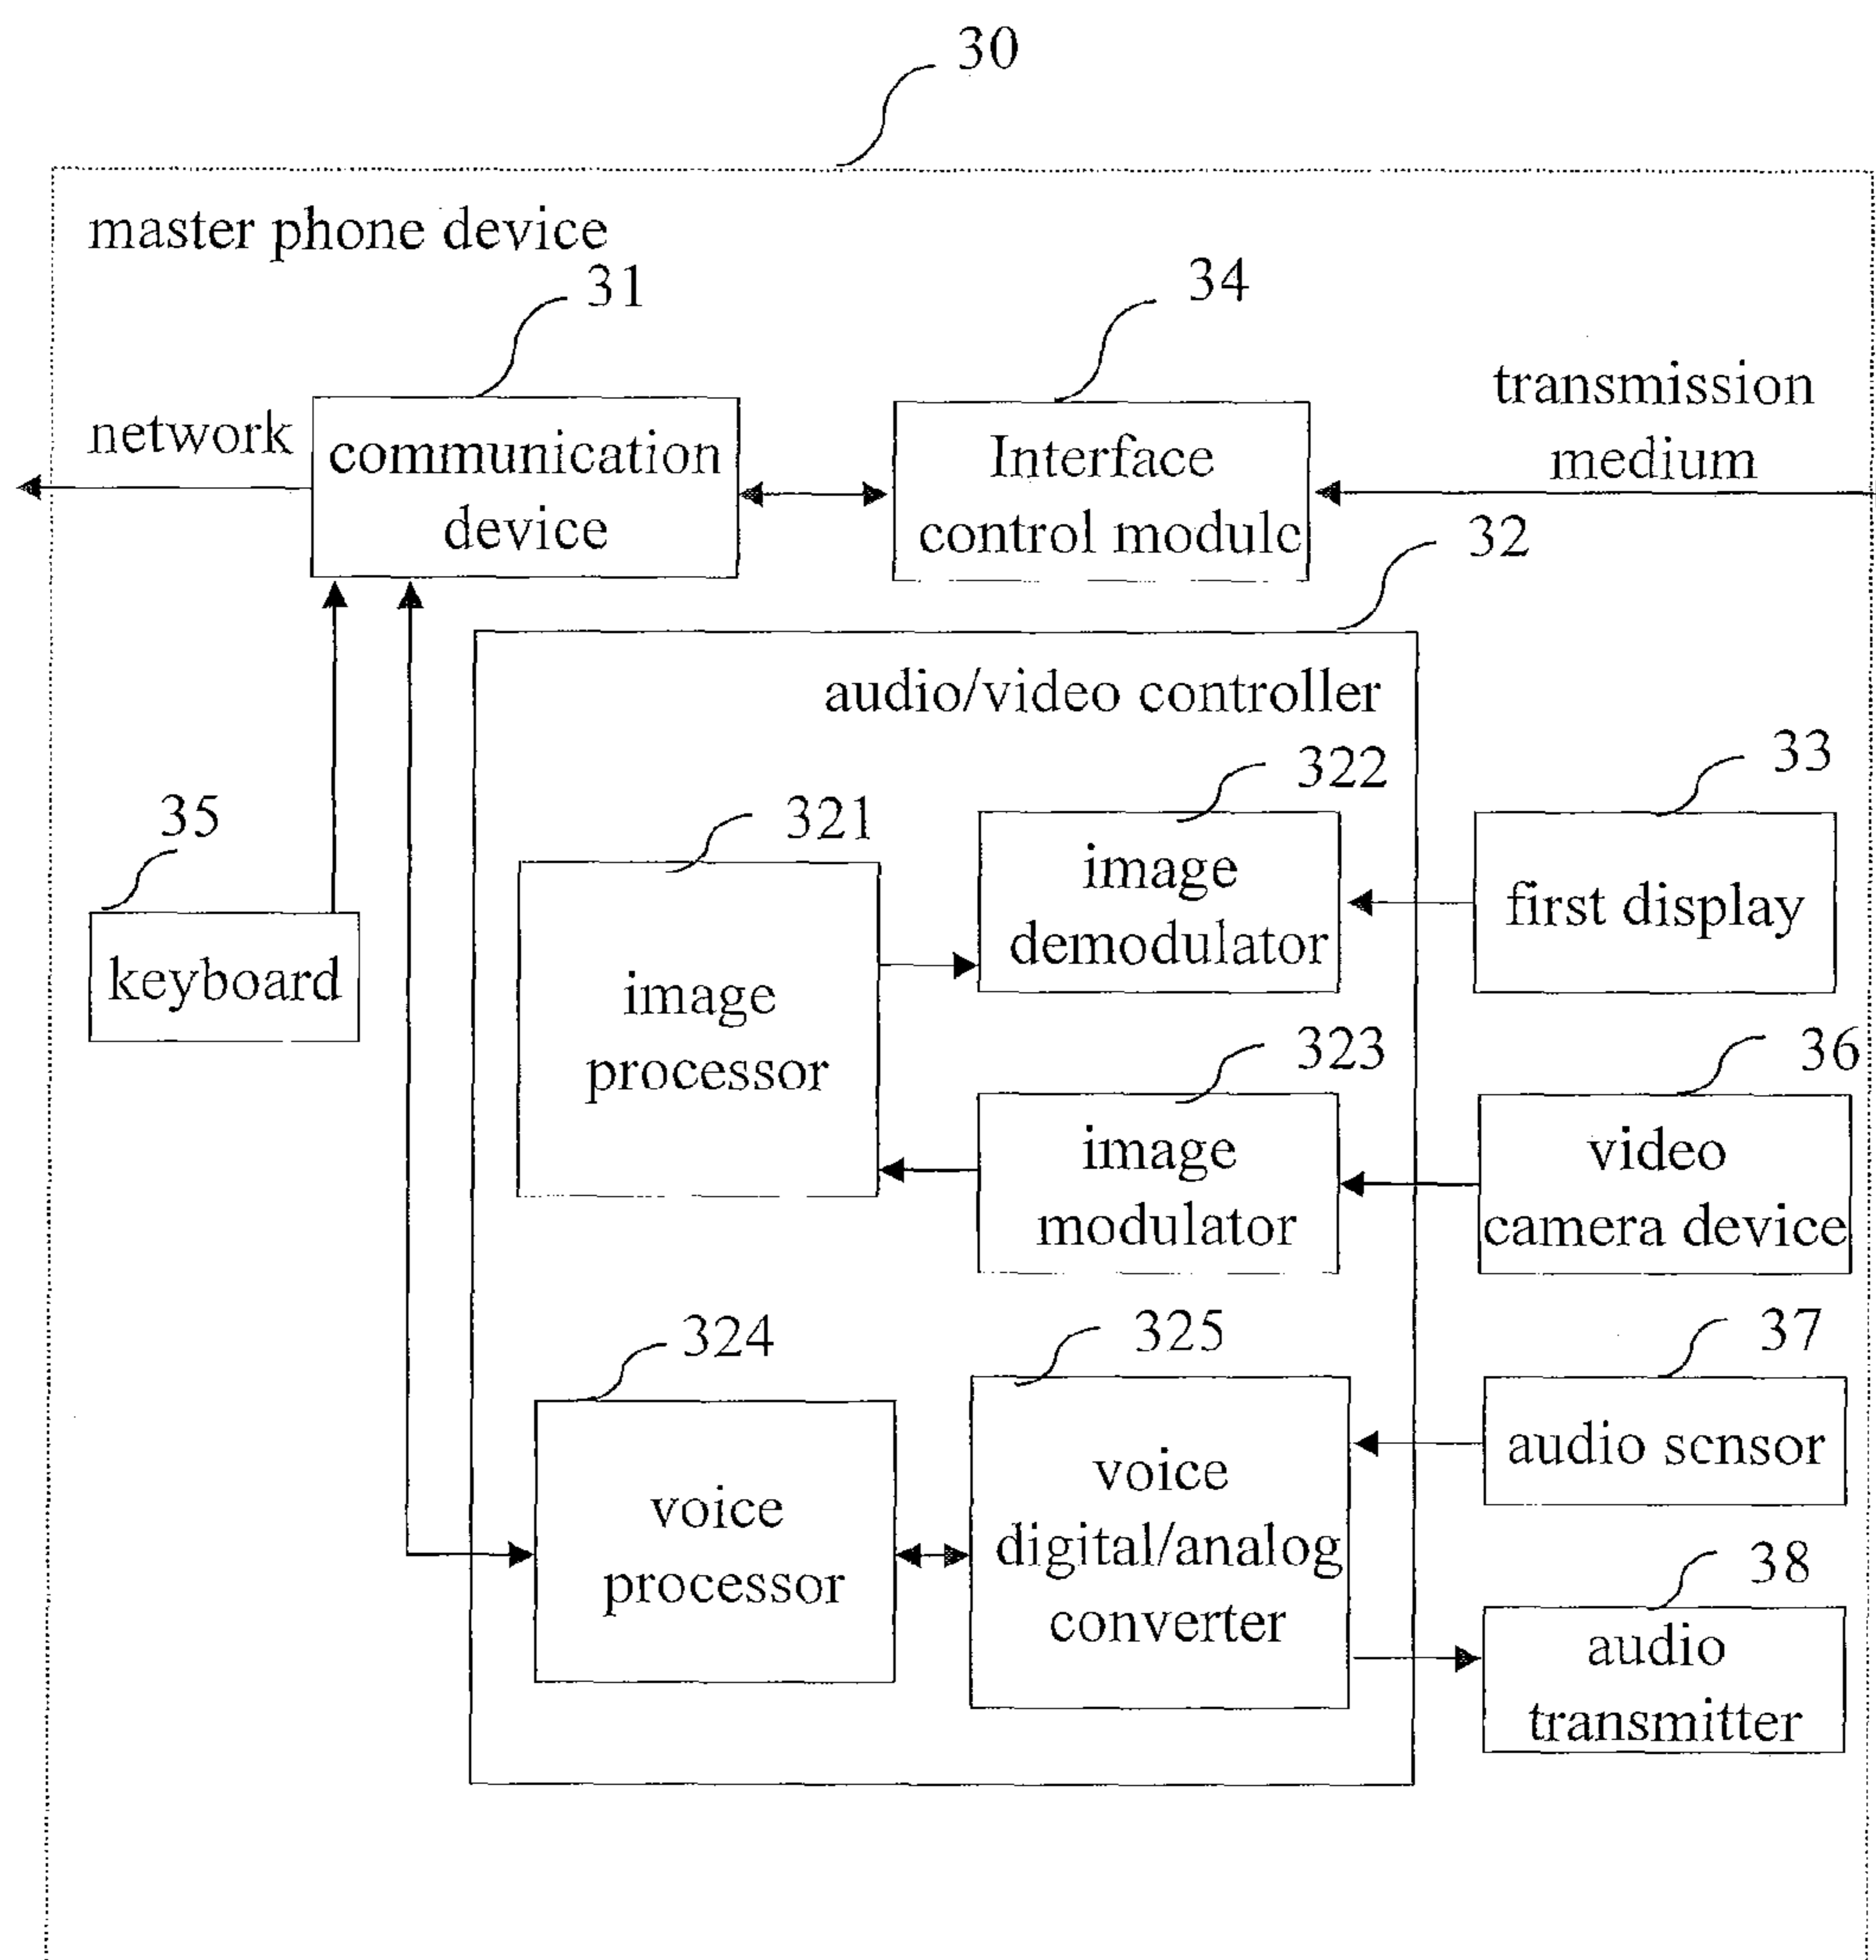 30
master phone device
31
34
network
communication
device
Interface
control module
transmission
medium
32
audio/video controller
35
keyboard
321
image
processor
322
image
demodulator
33
first display
323
image
modulator
36
video
camera device
324
voice
processor
325
voice
digital/analog
converter
37
audio sensor
38
audio
transmitter